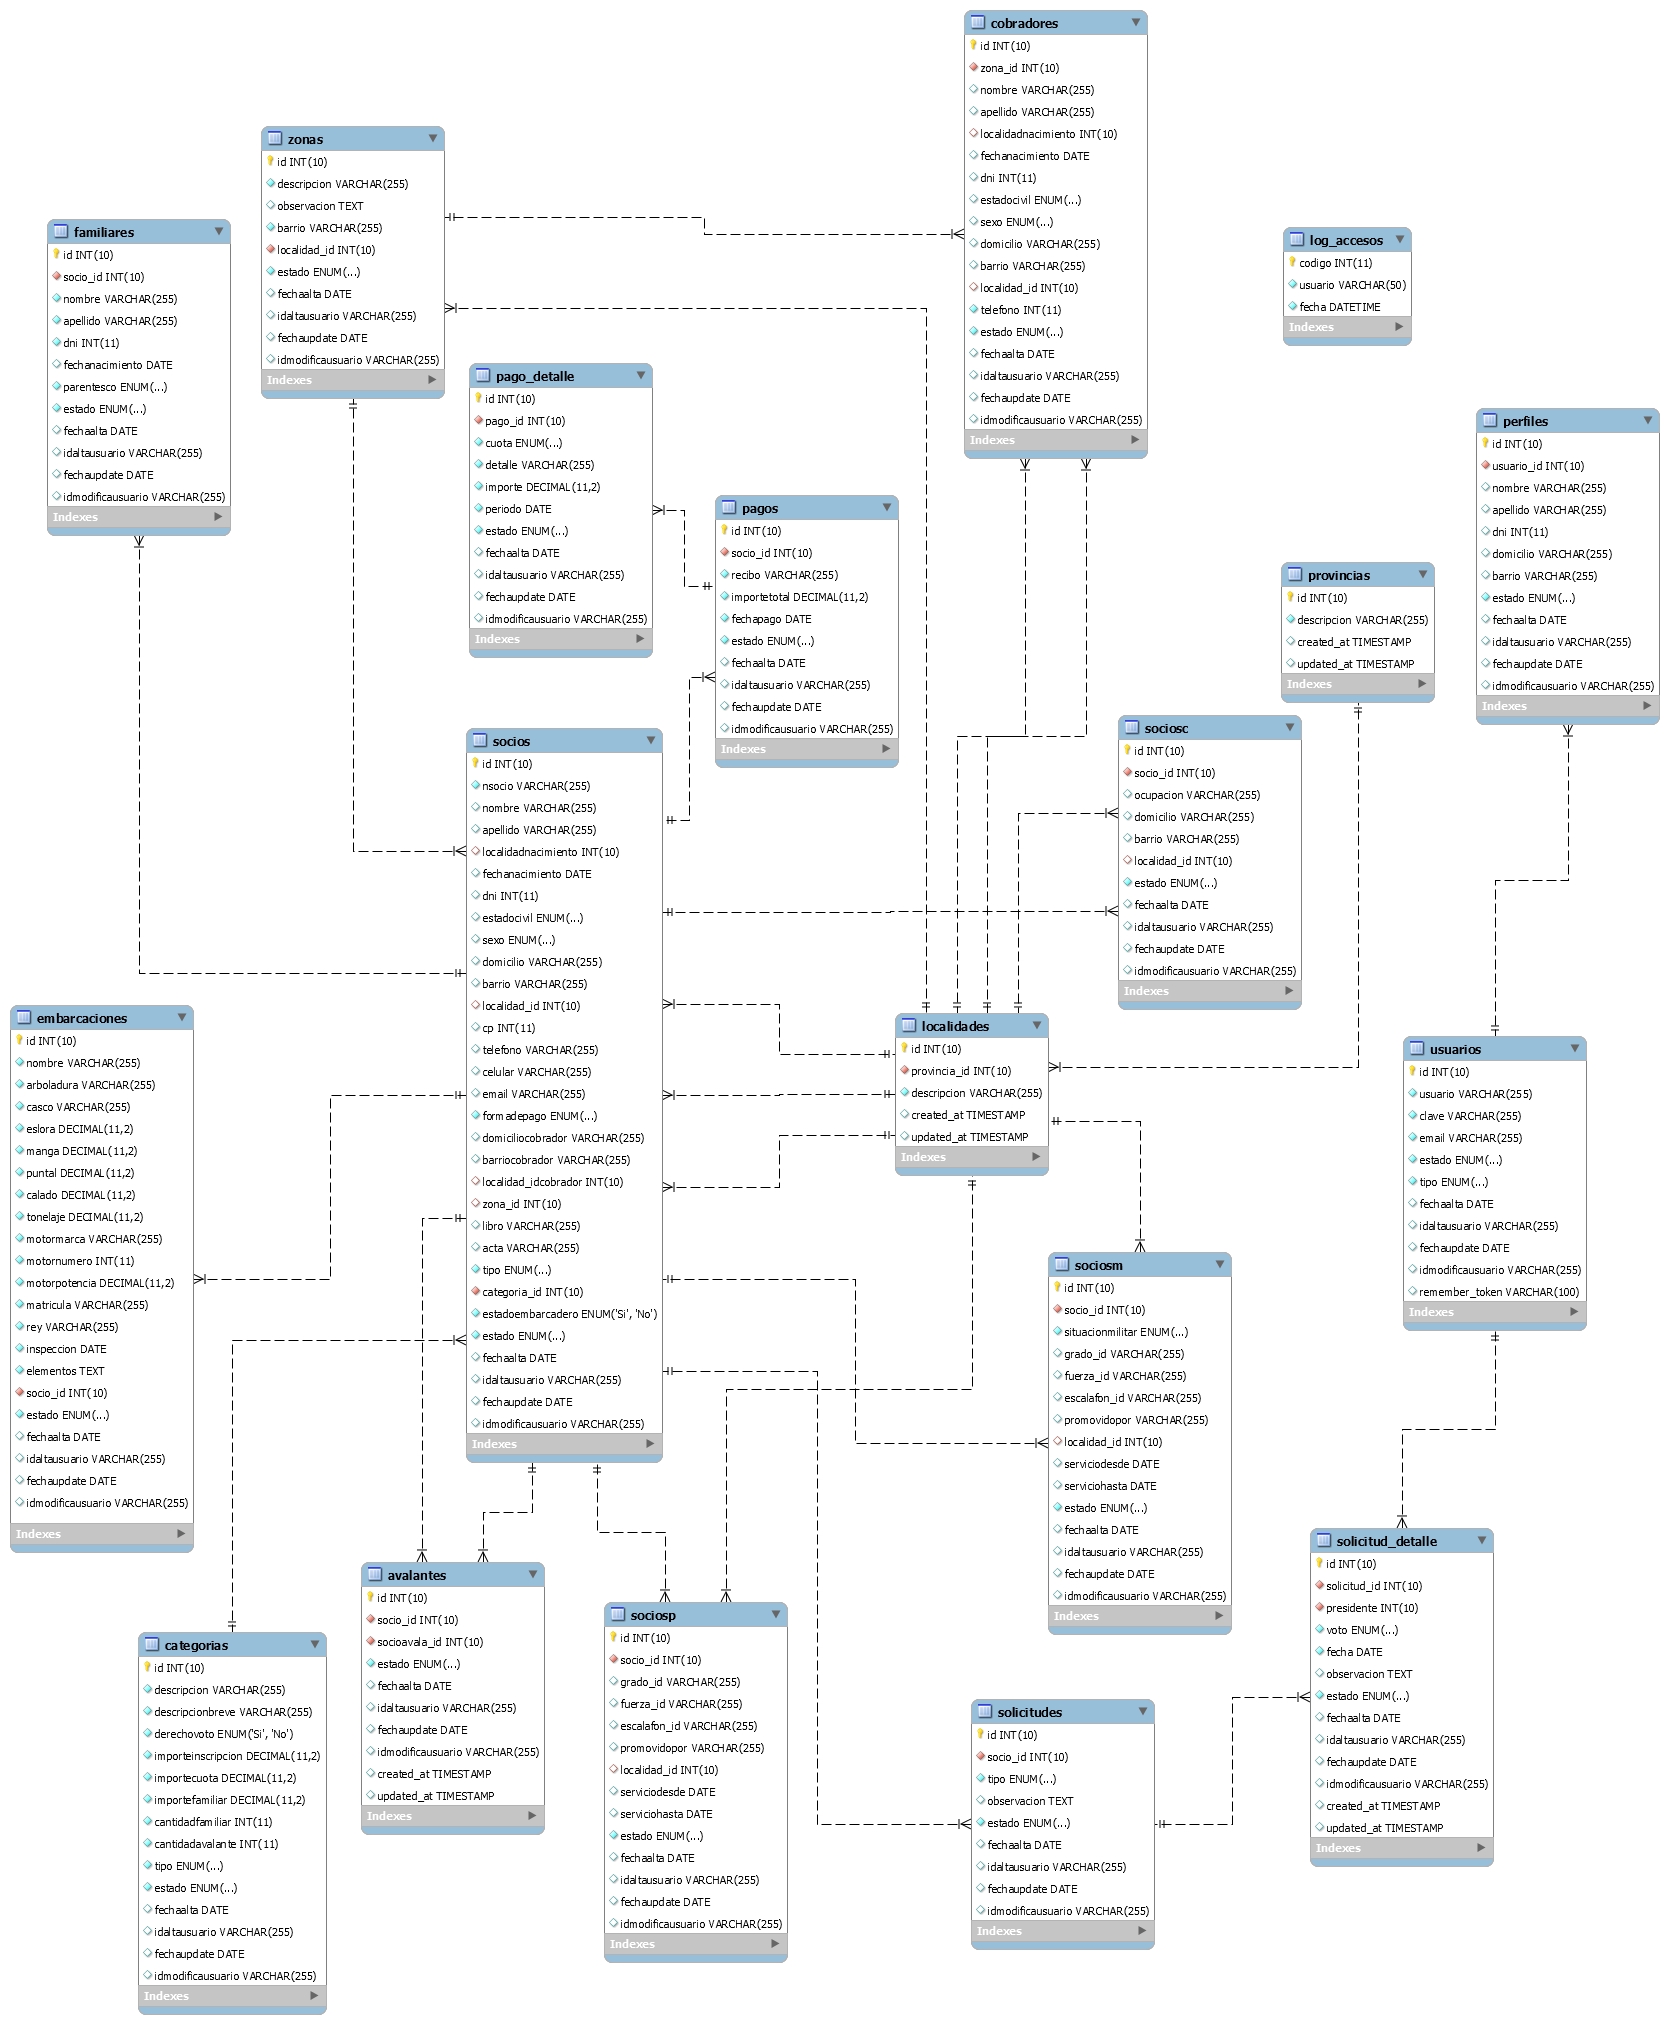 cobradores
id INT(10)
zona_id INT(10)
nombre VARCHAR(255)
apellido VARCHAR(255)
localidadnacimiento INT(10)
fechanacimiento DATE
dni INT(11)
estadocivil ENUM(...)
sexo ENUM(...)
domicilio VARCHAR(255)
barrio VARCHAR(255)
localidad_id INT(10)
telefono INT(11)
estado ENUM(...)
fechaalta DATE
idaltausuario VARCHAR(255)
fechaupdate DATE
idmodificausuario VARCHAR(255)
Indexes
zonas
id INT(10)
descripcion VARCHAR(255)
observacion TEXT
barrio VARCHAR(255)
localidad_id INT(10)
estado ENUM(...)
fechaalta DATE
idaltausuario VARCHAR(255)
fechaupdate DATE
idmodificausuario VARCHAR(255)
Indexes
familiares
id INT(10)
socio_id INT(10)
nombre VARCHAR(255)
apellido VARCHAR(255)
dni INT(11)
fechanacimiento DATE
parentesco ENUM(...)
estado ENUM(...)
fechaalta DATE
idaltausuario VARCHAR(255)
fechaupdate DATE
idmodificausuario VARCHAR(255)
Indexes
log_accesos
codigo INT(11)
usuario VARCHAR(50)
fecha DATETIME
Indexes
pago_detalle
id INT(10)
pago_id INT(10)
cuota ENUM(...)
detalle VARCHAR(255)
importe DECIMAL(11,2)
periodo DATE
estado ENUM(...)
fechaalta DATE
idaltausuario VARCHAR(255)
fechaupdate DATE
idmodificausuario VARCHAR(255)
Indexes
perfiles
id INT(10)
usuario_id INT(10)
nombre VARCHAR(255)
apellido VARCHAR(255)
dni INT(11)
domicilio VARCHAR(255)
barrio VARCHAR(255)
estado ENUM(...)
fechaalta DATE
idaltausuario VARCHAR(255)
fechaupdate DATE
idmodificausuario VARCHAR(255)
Indexes
pagos
id INT(10)
socio_id INT(10)
recibo VARCHAR(255)
importetotal DECIMAL(11,2)
fechapago DATE
estado ENUM(...)
fechaalta DATE
idaltausuario VARCHAR(255)
fechaupdate DATE
idmodificausuario VARCHAR(255)
Indexes
provincias
id INT(10)
descripcion VARCHAR(255)
created_at TIMESTAMP
updated_at TIMESTAMP
Indexes
sociosc
id INT(10)
socio_id INT(10)
ocupacion VARCHAR(255)
domicilio VARCHAR(255)
barrio VARCHAR(255)
localidad_id INT(10)
estado ENUM(...)
fechaalta DATE
idaltausuario VARCHAR(255)
fechaupdate DATE
idmodificausuario VARCHAR(255)
Indexes
socios
id INT(10)
nsocio VARCHAR(255)
nombre VARCHAR(255)
apellido VARCHAR(255)
localidadnacimiento INT(10)
fechanacimiento DATE
dni INT(11)
estadocivil ENUM(...)
sexo ENUM(...)
domicilio VARCHAR(255)
barrio VARCHAR(255)
localidad_id INT(10)
cp INT(11)
telefono VARCHAR(255)
celular VARCHAR(255)
email VARCHAR(255)
formadepago ENUM(...)
domiciliocobrador VARCHAR(255)
barriocobrador VARCHAR(255)
localidad_idcobrador INT(10)
zona_id INT(10)
libro VARCHAR(255)
acta VARCHAR(255)
tipo ENUM(...)
categoria_id INT(10)
estadoembarcadero ENUM('Si', 'No')
estado ENUM(...)
fechaalta DATE
idaltausuario VARCHAR(255)
fechaupdate DATE
idmodificausuario VARCHAR(255)
Indexes
embarcaciones
id INT(10)
nombre VARCHAR(255)
arboladura VARCHAR(255)
casco VARCHAR(255)
eslora DECIMAL(11,2)
manga DECIMAL(11,2)
puntal DECIMAL(11,2)
calado DECIMAL(11,2)
tonelaje DECIMAL(11,2)
motormarca VARCHAR(255)
motornumero INT(11)
motorpotencia DECIMAL(11,2)
matricula VARCHAR(255)
rey VARCHAR(255)
inspeccion DATE
elementos TEXT
socio_id INT(10)
estado ENUM(...)
fechaalta DATE
idaltausuario VARCHAR(255)
fechaupdate DATE
idmodificausuario VARCHAR(255)
Indexes
localidades
id INT(10)
provincia_id INT(10)
descripcion VARCHAR(255)
created_at TIMESTAMP
updated_at TIMESTAMP
Indexes
usuarios
id INT(10)
usuario VARCHAR(255)
clave VARCHAR(255)
email VARCHAR(255)
estado ENUM(...)
tipo ENUM(...)
fechaalta DATE
idaltausuario VARCHAR(255)
fechaupdate DATE
idmodificausuario VARCHAR(255)
remember_token VARCHAR(100)
Indexes
sociosm
id INT(10)
socio_id INT(10)
situacionmilitar ENUM(...)
grado_id VARCHAR(255)
fuerza_id VARCHAR(255)
escalafon_id VARCHAR(255)
promovidopor VARCHAR(255)
localidad_id INT(10)
serviciodesde DATE
serviciohasta DATE
estado ENUM(...)
fechaalta DATE
idaltausuario VARCHAR(255)
fechaupdate DATE
idmodificausuario VARCHAR(255)
Indexes
solicitud_detalle
id INT(10)
solicitud_id INT(10)
presidente INT(10)
voto ENUM(...)
fecha DATE
observacion TEXT
estado ENUM(...)
fechaalta DATE
idaltausuario VARCHAR(255)
fechaupdate DATE
idmodificausuario VARCHAR(255)
created_at TIMESTAMP
updated_at TIMESTAMP
Indexes
avalantes
id INT(10)
socio_id INT(10)
socioavala_id INT(10)
estado ENUM(...)
fechaalta DATE
idaltausuario VARCHAR(255)
fechaupdate DATE
idmodificausuario VARCHAR(255)
created_at TIMESTAMP
updated_at TIMESTAMP
Indexes
sociosp
id INT(10)
socio_id INT(10)
grado_id VARCHAR(255)
fuerza_id VARCHAR(255)
escalafon_id VARCHAR(255)
promovidopor VARCHAR(255)
localidad_id INT(10)
serviciodesde DATE
serviciohasta DATE
estado ENUM(...)
fechaalta DATE
idaltausuario VARCHAR(255)
fechaupdate DATE
idmodificausuario VARCHAR(255)
Indexes
categorias
id INT(10)
descripcion VARCHAR(255)
descripcionbreve VARCHAR(255)
derechovoto ENUM('Si', 'No')
importeinscripcion DECIMAL(11,2)
importecuota DECIMAL(11,2)
importefamiliar DECIMAL(11,2)
cantidadfamiliar INT(11)
cantidadavalante INT(11)
tipo ENUM(...)
estado ENUM(...)
fechaalta DATE
idaltausuario VARCHAR(255)
fechaupdate DATE
idmodificausuario VARCHAR(255)
Indexes
solicitudes
id INT(10)
socio_id INT(10)
tipo ENUM(...)
observacion TEXT
estado ENUM(...)
fechaalta DATE
idaltausuario VARCHAR(255)
fechaupdate DATE
idmodificausuario VARCHAR(255)
Indexes